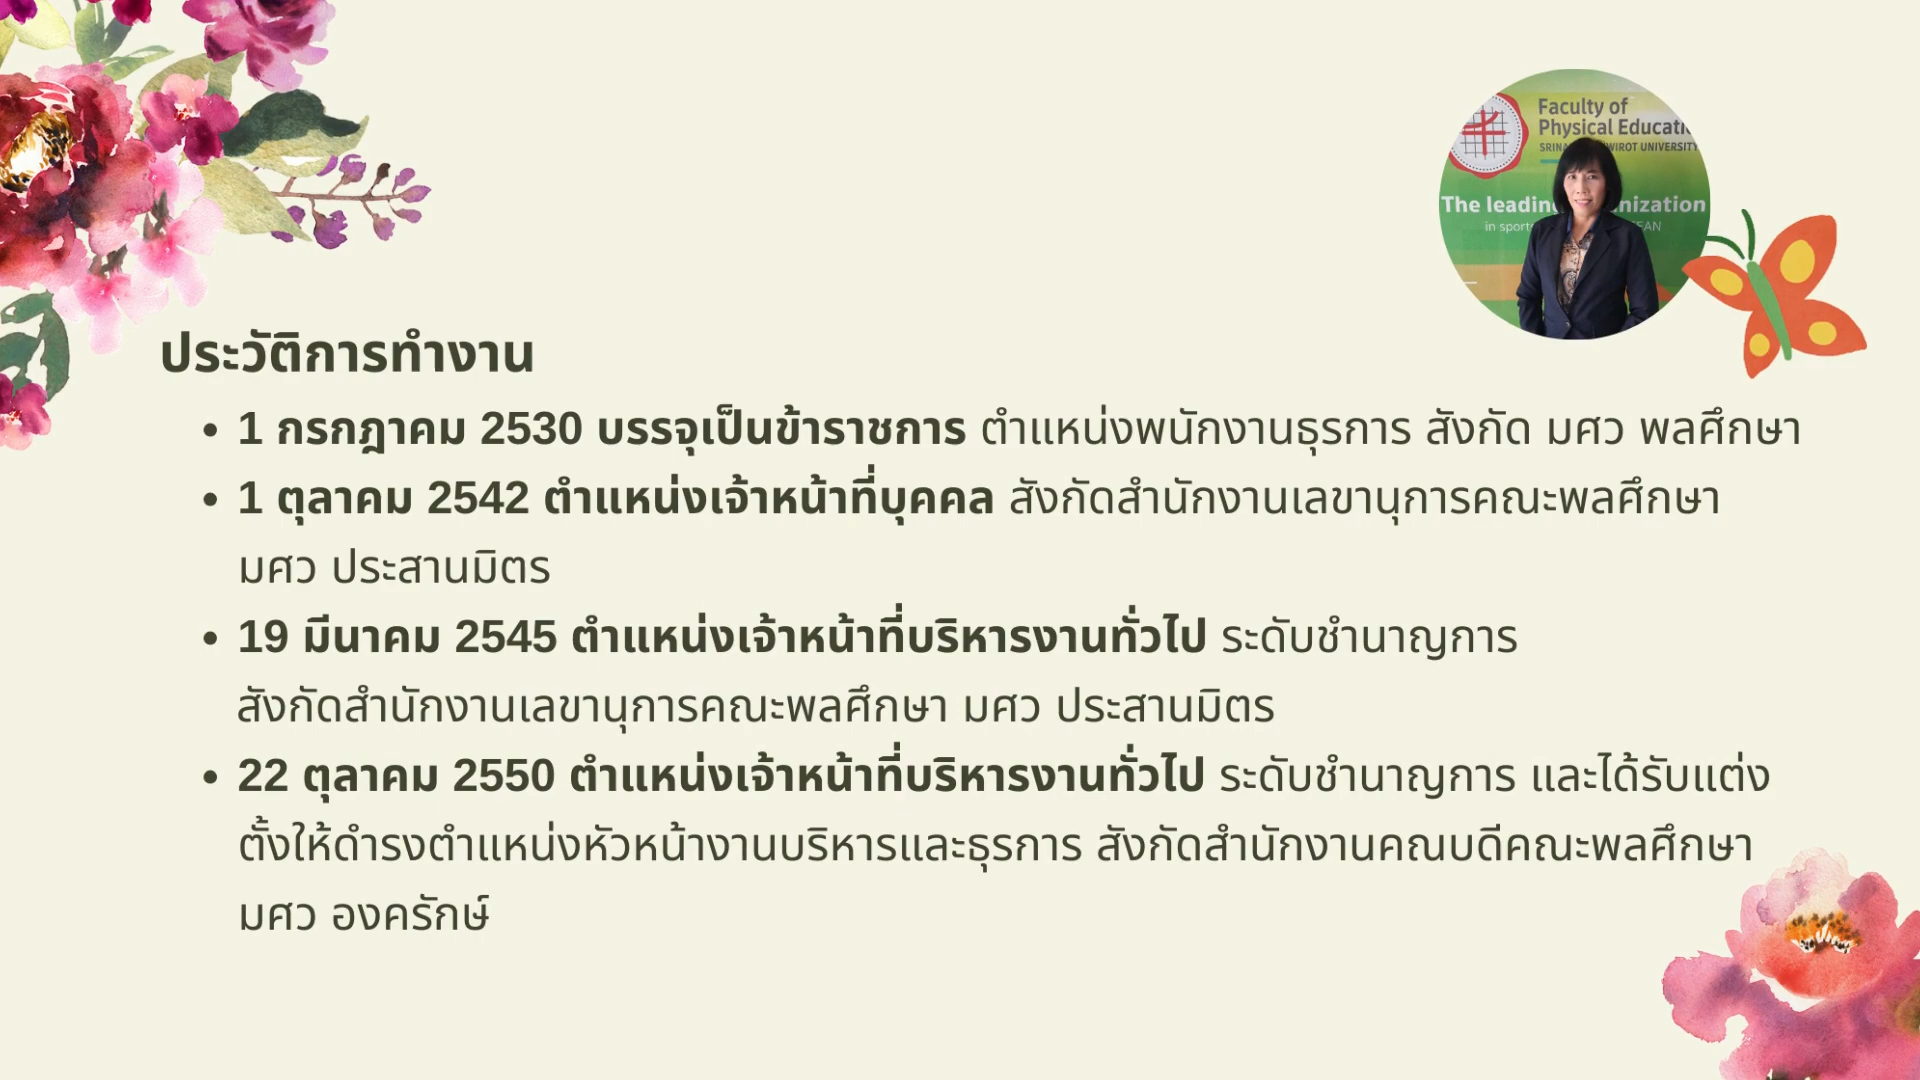 Faculty of
Physical Educati
SRINA WIROT UNIVERSITY
The leadin nization
in sport EAN
ประวัติการทำงาน
• 1 กรกฎาคม 2530 บรรจุเป็นข้าราชการ ตำแหน่งพนักงานธุรการ สังกัด มศว พลศึกษา
• 1 ตุลาคม 2542 ตำแหน่งเจ้าหน้าที่บุคคล สังกัดสำนักงานเลขานุการคณะพลศึกษา
มศว ประสานมิตร
• 19 มีนาคม 2545 ตำแหน่งเจ้าหน้าที่บริหารงานทั่วไป ระดับชำนาญการ
สังกัดสำนักงานเลขานุการคณะพลศึกษา มศว ประสานมิตร
• 22 ตุลาคม 2550 ตำแหน่งเจ้าหน้าที่บริหารงานทั่วไป ระดับชำนาญการ และได้รับแต่ง
ตั้งให้ดำรงตำแหน่งหัวหน้างานบริหารและธุรการ สังกัดสำนักงานคณบดีคณะพลศึกษา
มศว องครักษ์